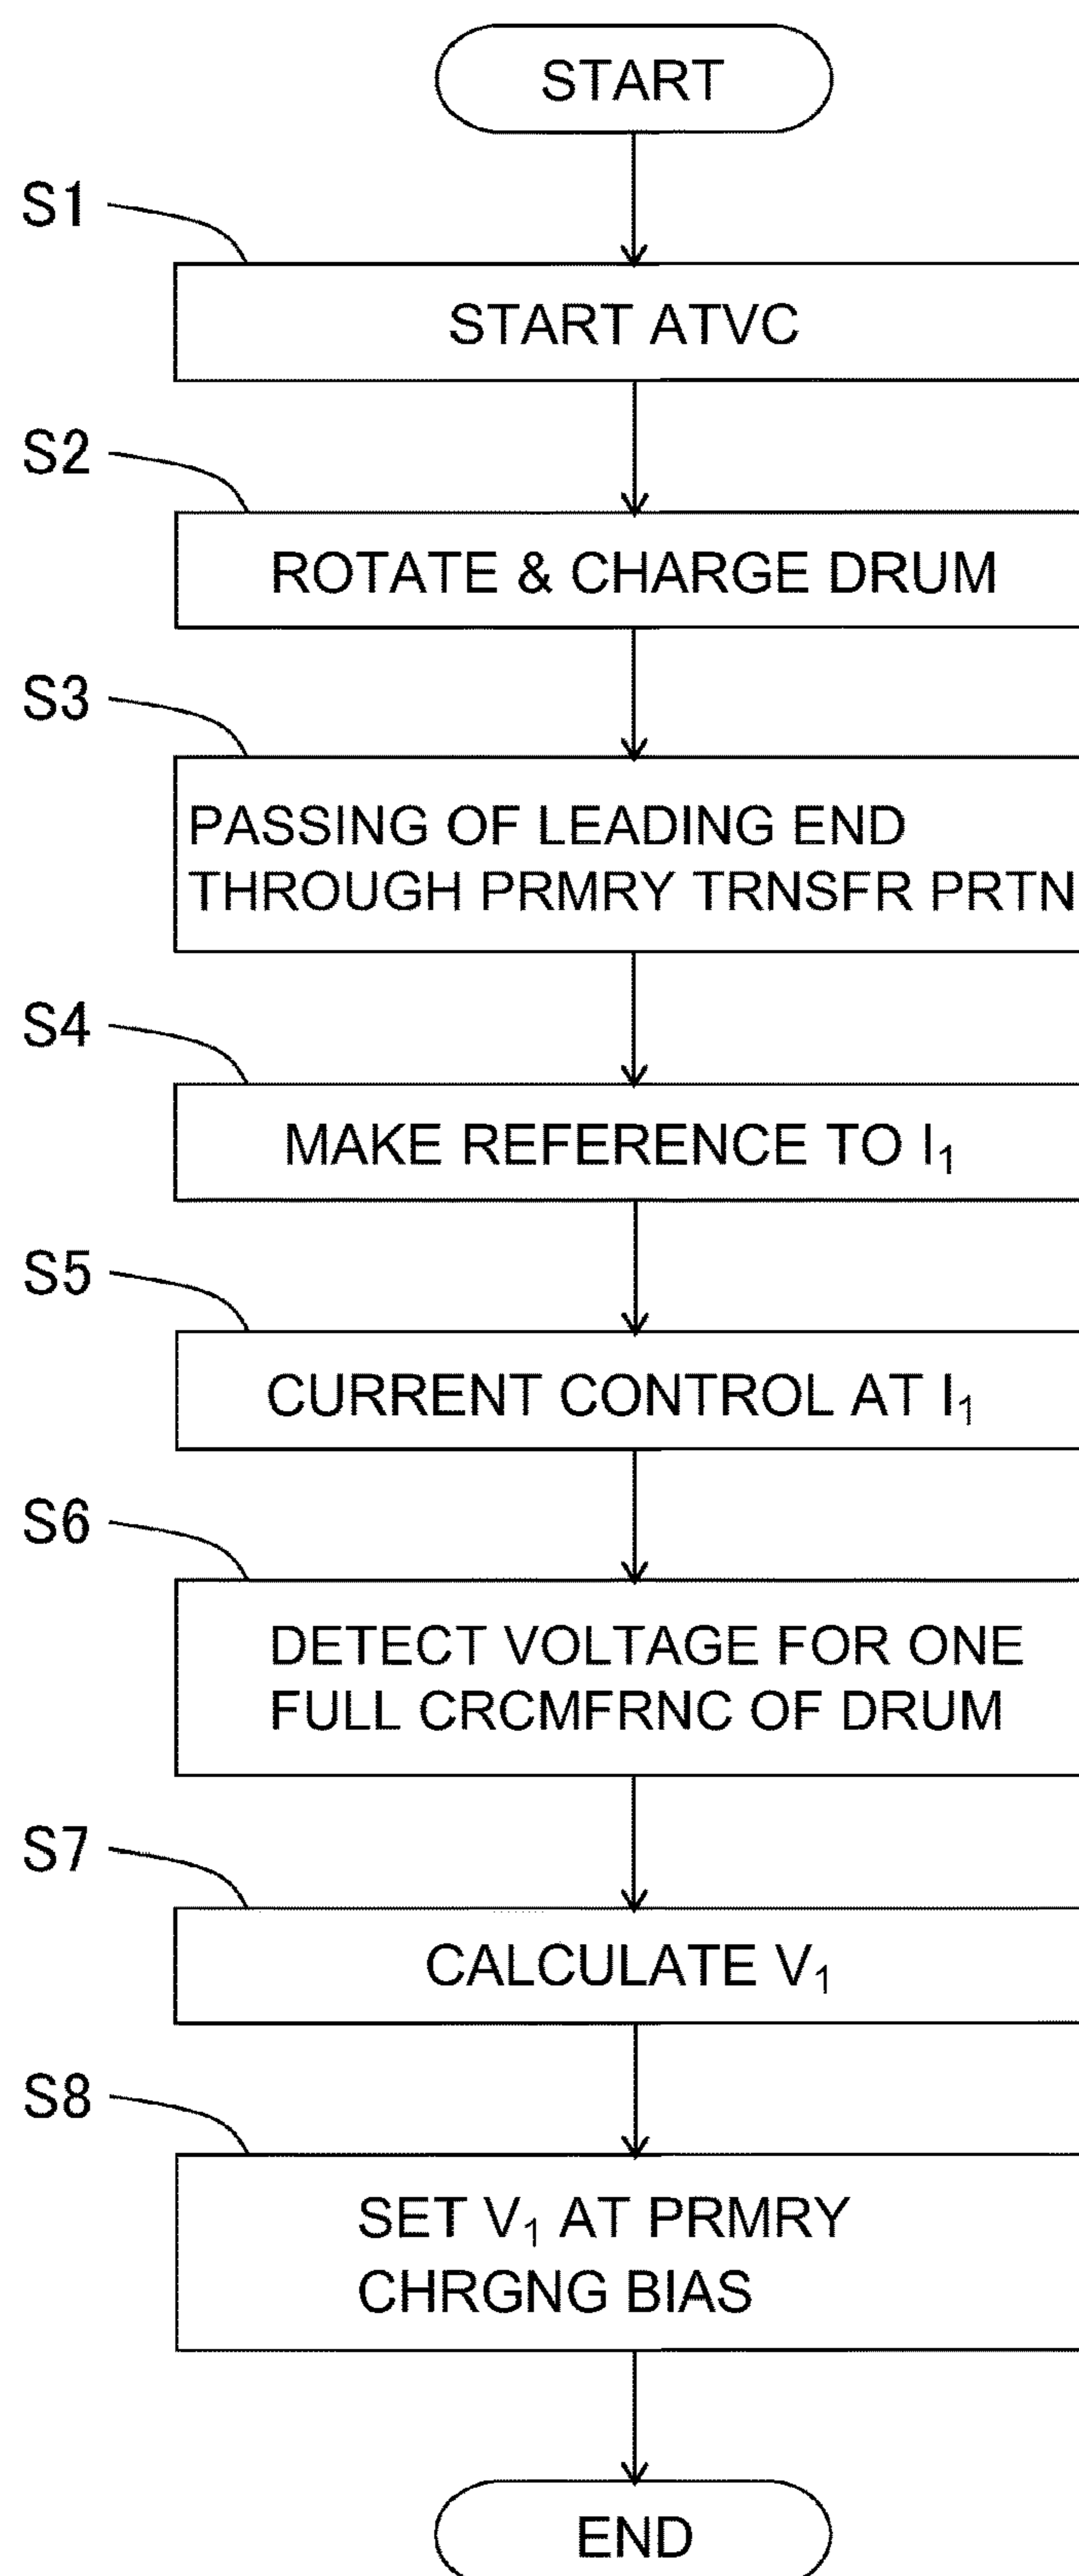 START
S1
START ATVC
S2
ROTATE & CHARGE DRUM
S3
PASSING OF LEADING END
THROUGH PRMRY TRNSFR PRTN
S4
MAKE REFERENCE TO I₁
S5
CURRENT CONTROL AT I₁
S6
DETECT VOLTAGE FOR ONE
FULL CRCMFRNC OF DRUM
S7
CALCULATE V₁
S8
SET V₁ AT PRMRY
CHRGNG BIAS
END